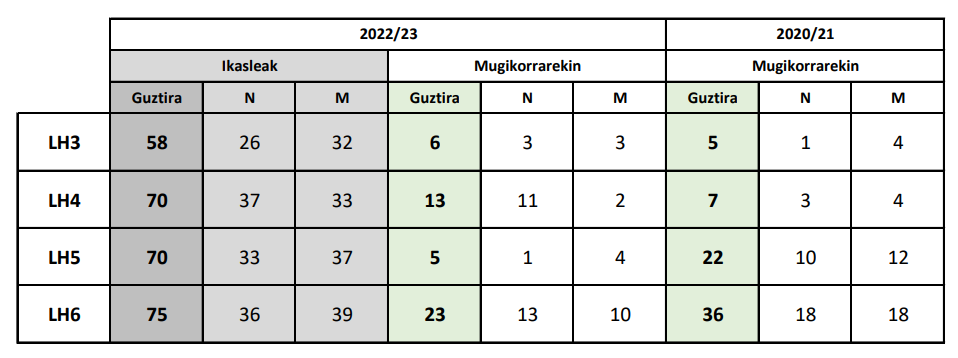 2022/23 2020/21
Ikasleak Mugikorrarekin Mugikorrarekin
Guztira N M Guztira N M Guztira N M
LH3 58 26 32 6 3 3 5 1 4
LH4 70 37 33 13 11 2 7 3 4
LH5 70 33 37 5 1 4 22 10 12
LH6 75 36 39 23 13 10 36 18 18